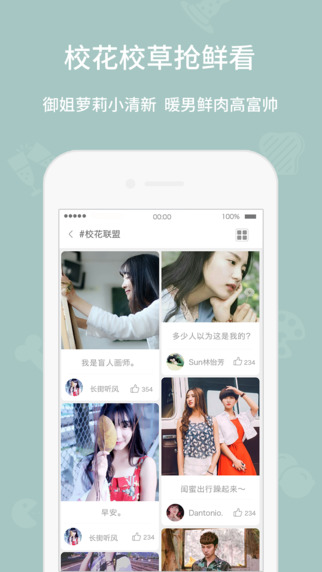 校花校草抢鲜看
御姐萝莉小清新 暖男鲜肉高富帅
00:00 100%
#校花联盟
我是盲人画师。
长街听风 354
多少人以为这是我的?
Sun林怡芳 234
早安。
长街听风 234
闺蜜出行躁起来~
Dantonio. 234